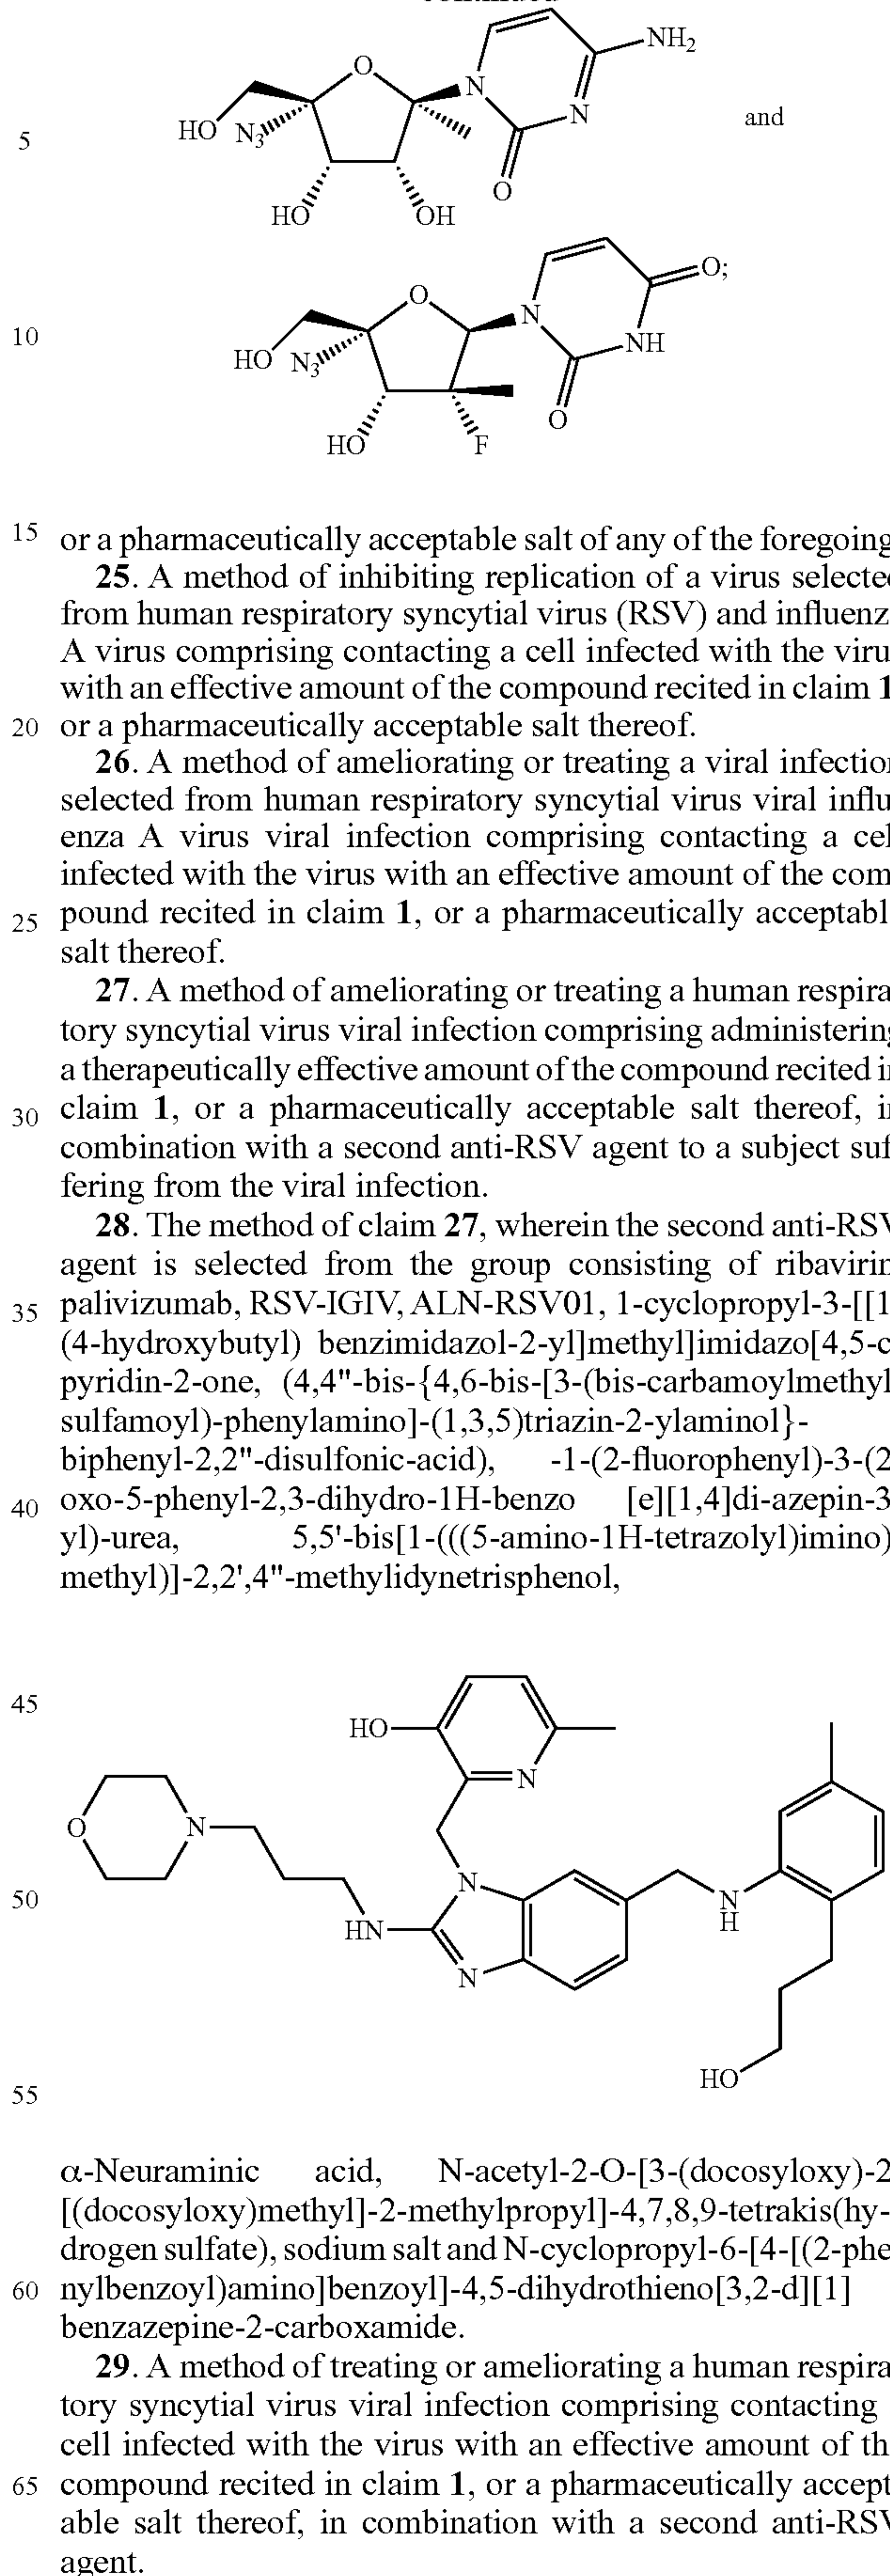 NH2
O
N
HO
N3
N
and
5
O
HO
OH
O
O;
N
10
NH
HO
N3
O
HO
F
15 or a pharmaceutically acceptable salt of any of the foregoing
25. A method of inhibiting replication of a virus selecte
from human respiratory syncytial virus (RSV) and influenz
A virus comprising contacting a cell infected with the viru
with an effective amount of the compound recited in claim 1
20 or a pharmaceutically acceptable salt thereof.
26. A method of ameliorating or treating a viral infection
selected from human respiratory syncytial virus viral influ
enza A virus viral infection comprising contacting a cel
infected with the virus with an effective amount of the com
25 pound recited in claim 1, or a pharmaceutically acceptabl
salt thereof.
27. A method of ameliorating or treating a human respira
tory syncytial virus viral infection comprising administering
a therapeutically effective amount of the compound recited in
30 claim 1, or a pharmaceutically acceptable salt thereof, in
combination with a second anti-RSV agent to a subject suf
fering from the viral infection.
28. The method of claim 27, wherein the second anti-RSV
agent is selected from the group consisting of ribavirin
35 palivizumab, RSV-IGIV, ALN-RSV01, 1-cyclopropyl-3-[[1
(4-hydroxybutyl) benzimidazol-2-yl]methyl]imidazo[4,5-c
pyridin-2-one, (4,4"-bis-{4,6-bis-[3-(bis-carbamoylmethyl
sulfamoyl)-phenylamino]-(1,3,5)triazin-2-ylaminol}-
biphenyl-2,2"-disulfonic-acid), -1-(2-fluorophenyl)-3-(2
40 oxo-5-phenyl-2,3-dihydro-1H-benzo [e][1,4]di-azepin-3
yl)-urea, 5,5'-bis[1-(((5-amino-1H-tetrazolyl)imino)
methyl)]-2,2',4"-methylidynetrisphenol,
45
HO
N
O
N
50
N
N
H
HN
N
HO
55
α-Neuraminic acid, N-acetyl-2-O-[3-(docosyloxy)-2
[(docosyloxy)methyl]-2-methylpropyl]-4,7,8,9-tetrakis(hy-
drogen sulfate), sodium salt and N-cyclopropyl-6-[4-[(2-phe
60 nylbenzoyl)amino]benzoyl]-4,5-dihydrothieno[3,2-d][1]
benzazepine-2-carboxamide.
29. A method of treating or ameliorating a human respira
tory syncytial virus viral infection comprising contacting
cell infected with the virus with an effective amount of th
65 compound recited in claim 1, or a pharmaceutically accept
able salt thereof, in combination with a second anti-RSV
agent.